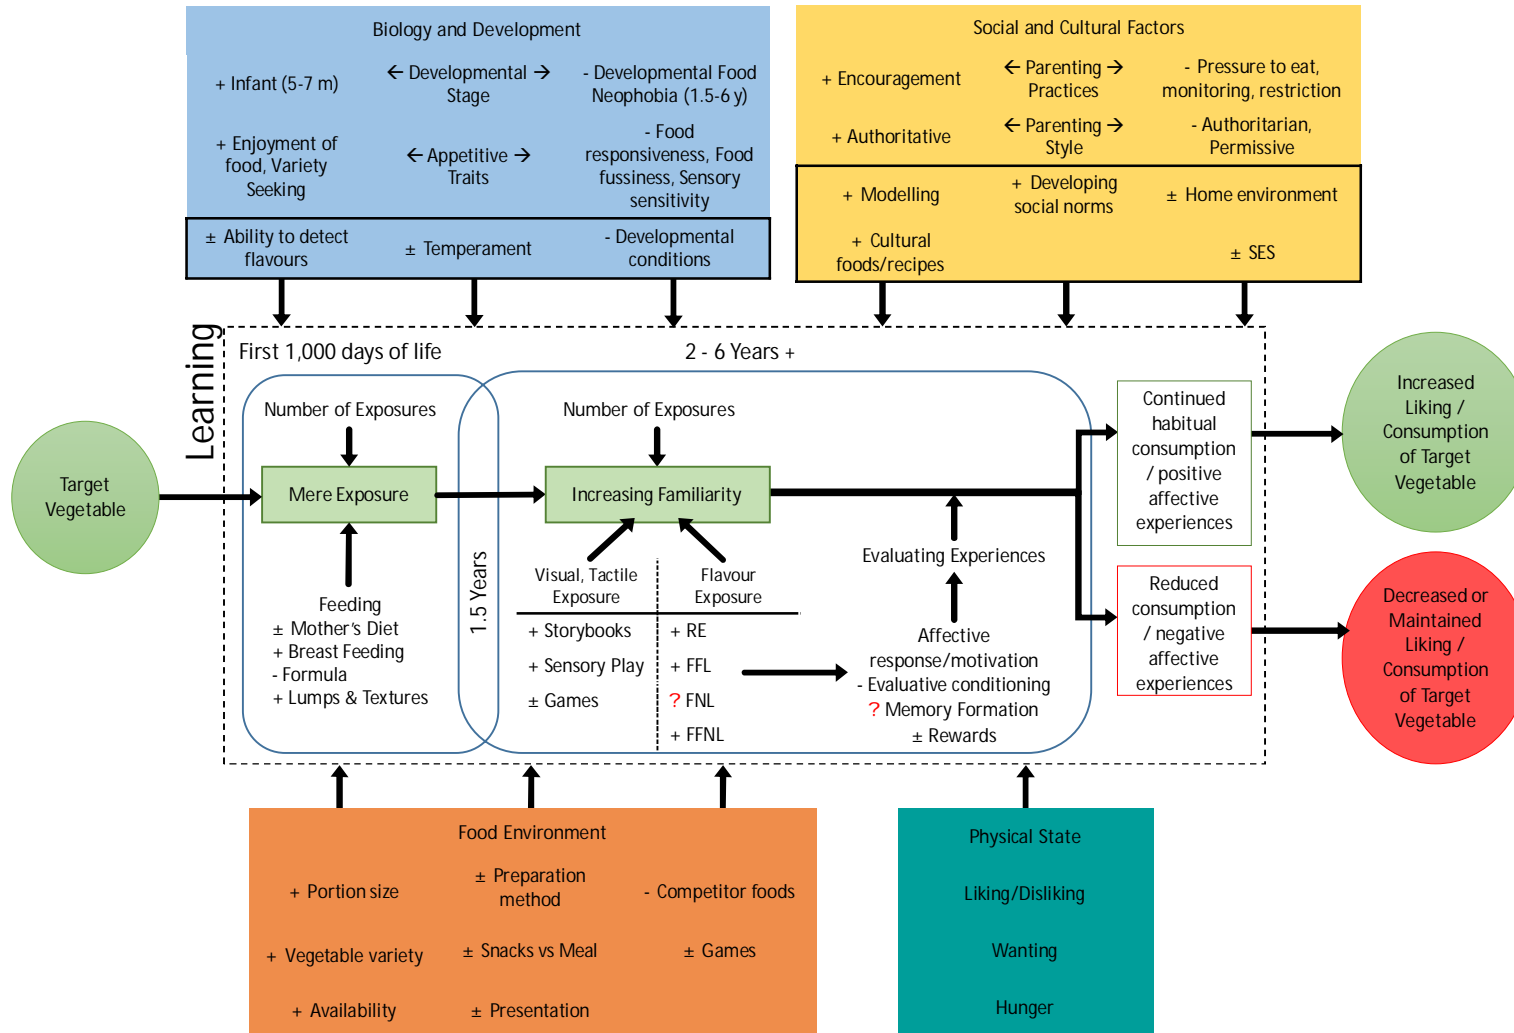 Biology and Development
+ Infant (5-7 m)
← Developmental →
Stage
- Developmental Food
Neophobia (1.5-6 y)
+ Enjoyment of
food, Variety
Seeking
← Appetitive →
Traits
- Food
responsiveness, Food
fussiness, Sensory
sensitivity
± Ability to detect
flavours
± Temperament
- Developmental
conditions
Social and Cultural Factors
+ Encouragement
← Parenting →
Practices
- Pressure to eat,
monitoring, restriction
+ Authoritative
← Parenting →
Style
- Authoritarian,
Permissive
+ Modelling
+ Developing
social norms
± Home environment
+ Cultural
foods/recipes
± SES
Learning
First 1,000 days of life
2 - 6 Years +
Target
Vegetable
Number of Exposures
Mere Exposure
Feeding
± Mother's Diet
+ Breast Feeding
- Formula
+ Lumps & Textures
1.5 Years
Number of Exposures
Increasing Familiarity
Visual, Tactile
Exposure
+ Storybooks
+ Sensory Play
± Games
Flavour
Exposure
+ RE
+ FFL
? FNL
+ FFNL
Evaluating Experiences
Affective
response/motivation
- Evaluative conditioning
? Memory Formation
± Rewards
Continued
habitual
consumption
/ positive
affective
experiences
Reduced
consumption
/ negative
affective
experiences
Increased
Liking /
Consumption
of Target
Vegetable
Decreased or
Maintained
Liking /
Consumption
of Target
Vegetable
Food Environment
+ Portion size
± Preparation
method
- Competitor foods
+ Vegetable variety
± Snacks vs Meal
± Games
+ Availability
± Presentation
Physical State
Liking/Disliking
Wanting
Hunger